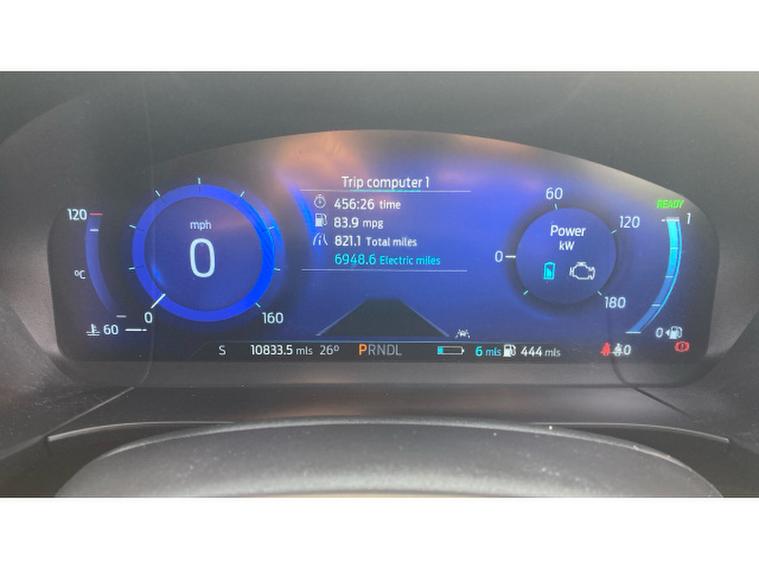 Trip computer 1
456:26 time
83.9 mpg
821.1 Total miles
6948.6 Electric miles
120
°C
60
mph
0
0
160
60
0
120
180
Power
kW
READY
1
0
S 10833.5 mls 26° PRNDL 6 mls 444 mls
0